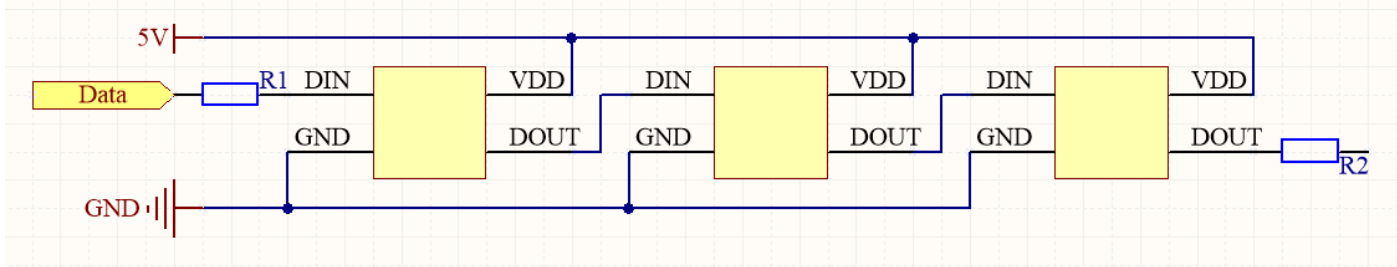 5V
Data
R1
DIN
VDD
DIN
VDD
DIN
VDD
GND
DOUT
GND
DOUT
GND
DOUT
R2
GND